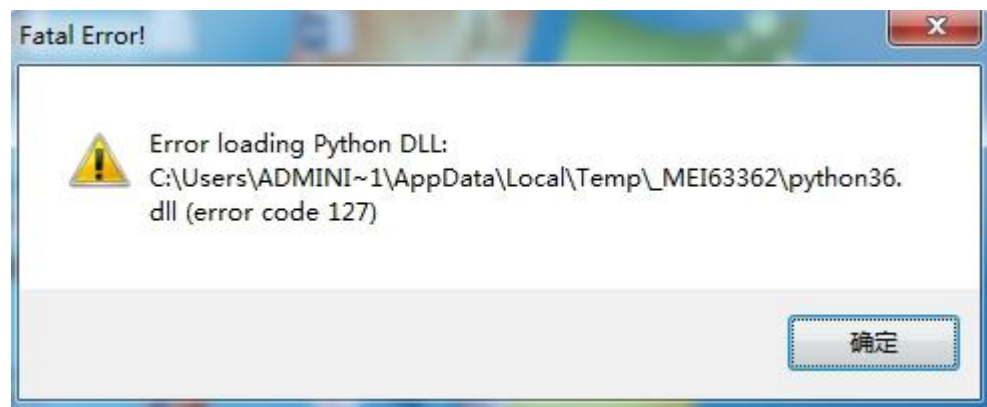 Fatal Error!
Error loading Python DLL:
C:\Users\ADMINI~1\AppData\Local\Temp\_MEI63362\python36.
dll (error code 127)
确定